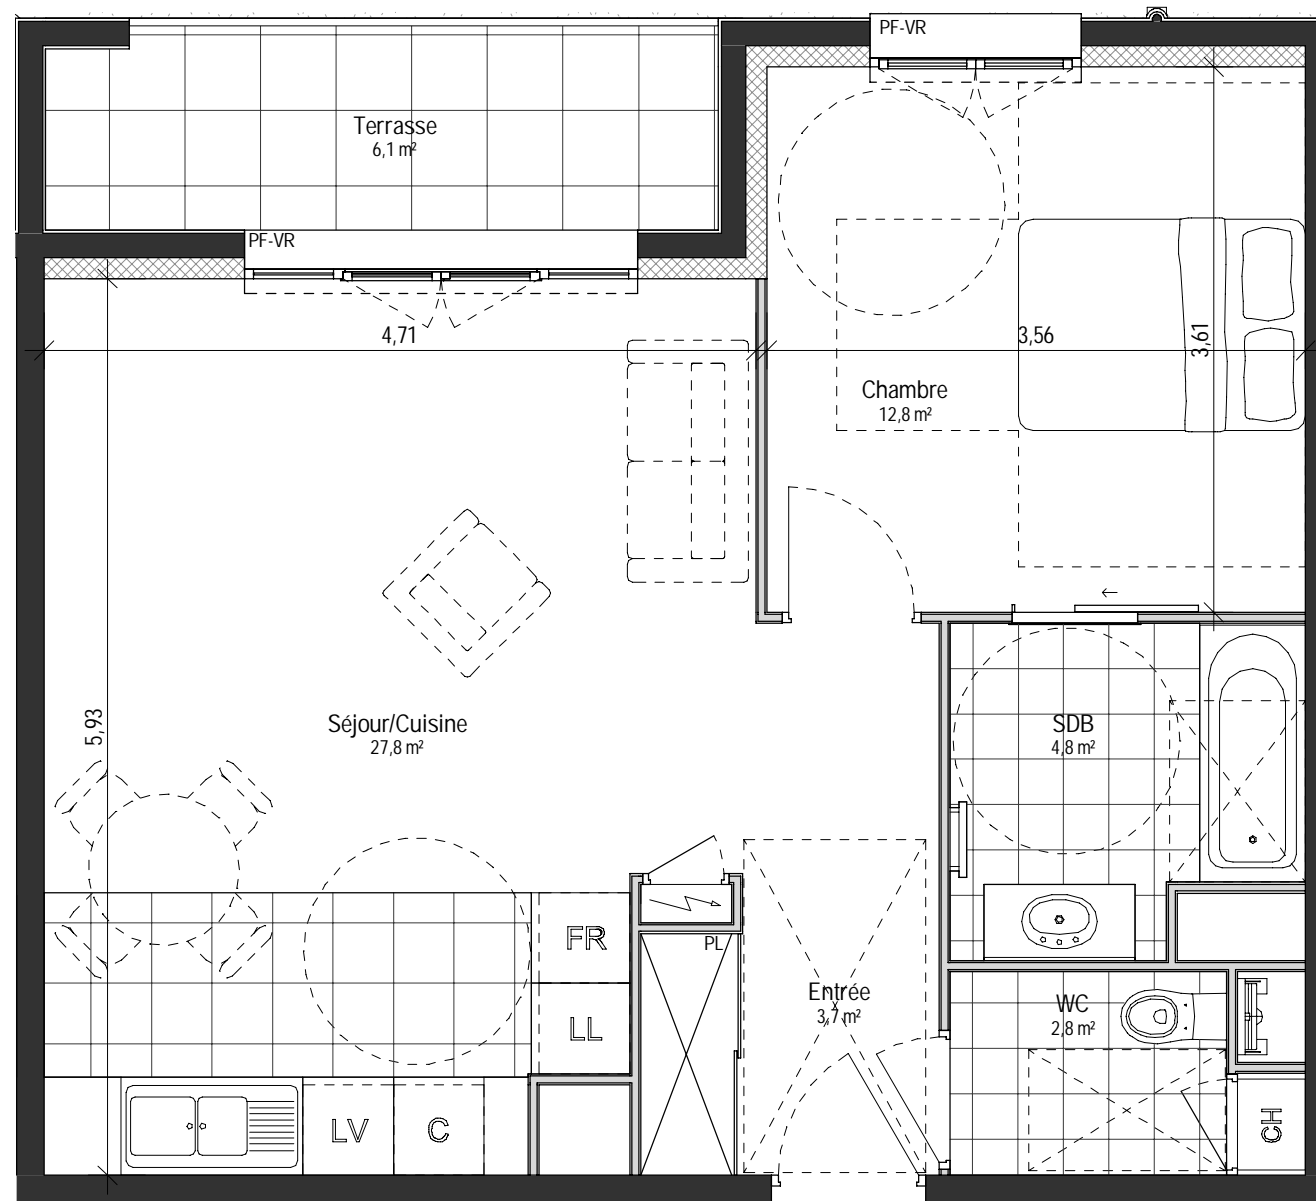 PF-VR
Terrasse
6,1 m²
PF-VR
4,71
3,56
3,61
Chambre
12,8 m²
5,93
Séjour/Cuisine
27,8 m²
SDB
4,8 m²
FR
PL
LL
Entrée
3,7 m²
WC
2,8 m²
LV
C
CH